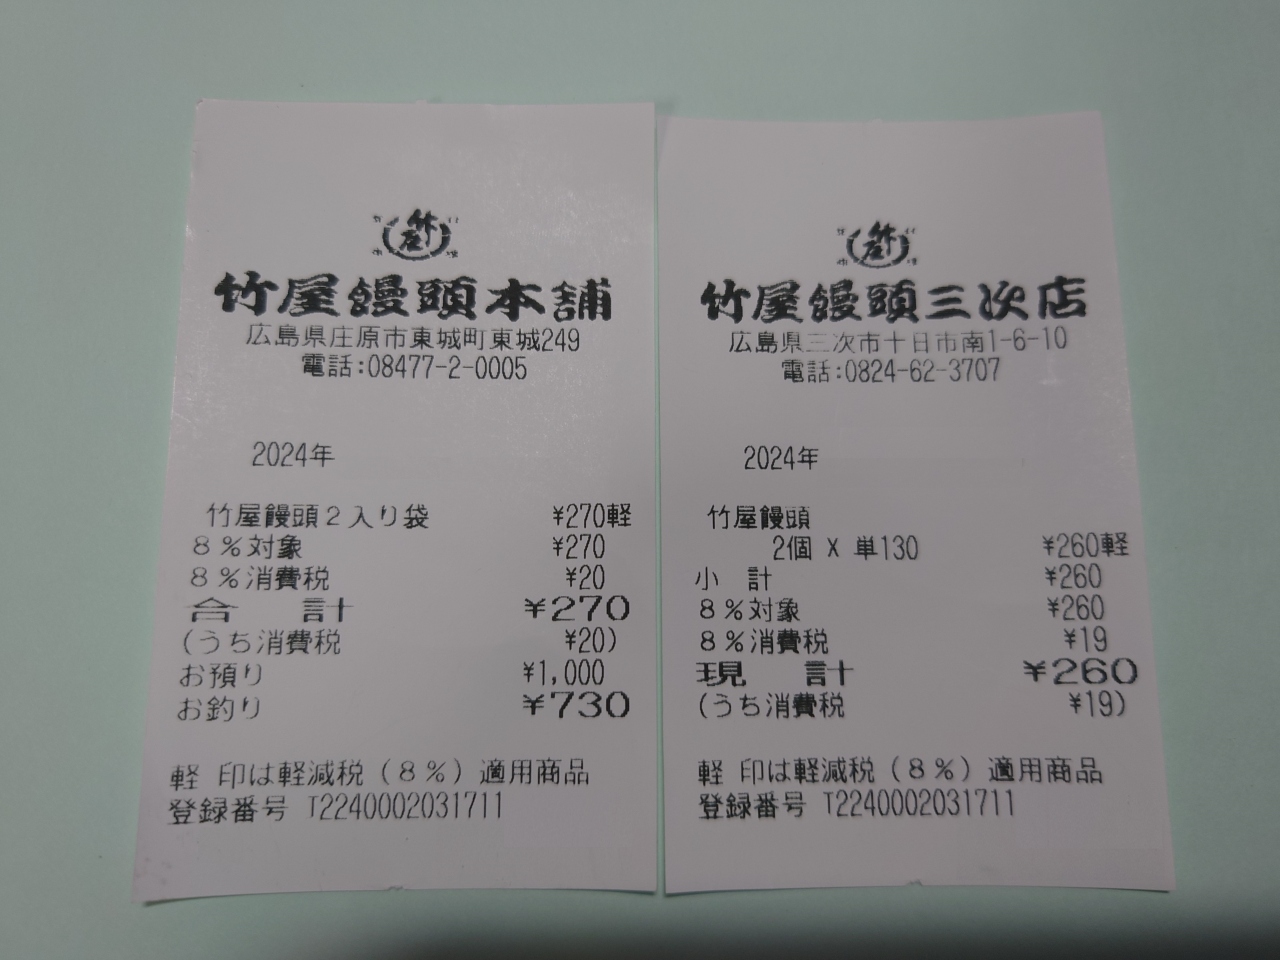 竹屋
竹屋饅頭本舗
広島県庄原市東城町東城249
電話:08477-2-0005
2024年
竹屋饅頭2入り袋 ¥270軽
8%対象 ¥270
8%消費税 ¥20
合 計 ¥270
(うち消費税 ¥20)
お預り ¥1,000
お釣り ¥730
軽 印は軽減税(8%)適用商品
登録番号 T2240002031711
竹屋饅頭三次店
広島県三次市十日市南1-6-10
電話:0824-62-3707
2024年
竹屋饅頭
2個 X 単130 ¥260軽
小 計 ¥260
8%対象 ¥260
8%消費税 ¥19
現 計 ¥260
(うち消費税 ¥19)
軽 印は軽減税(8%)適用商品
登録番号 T2240002031711